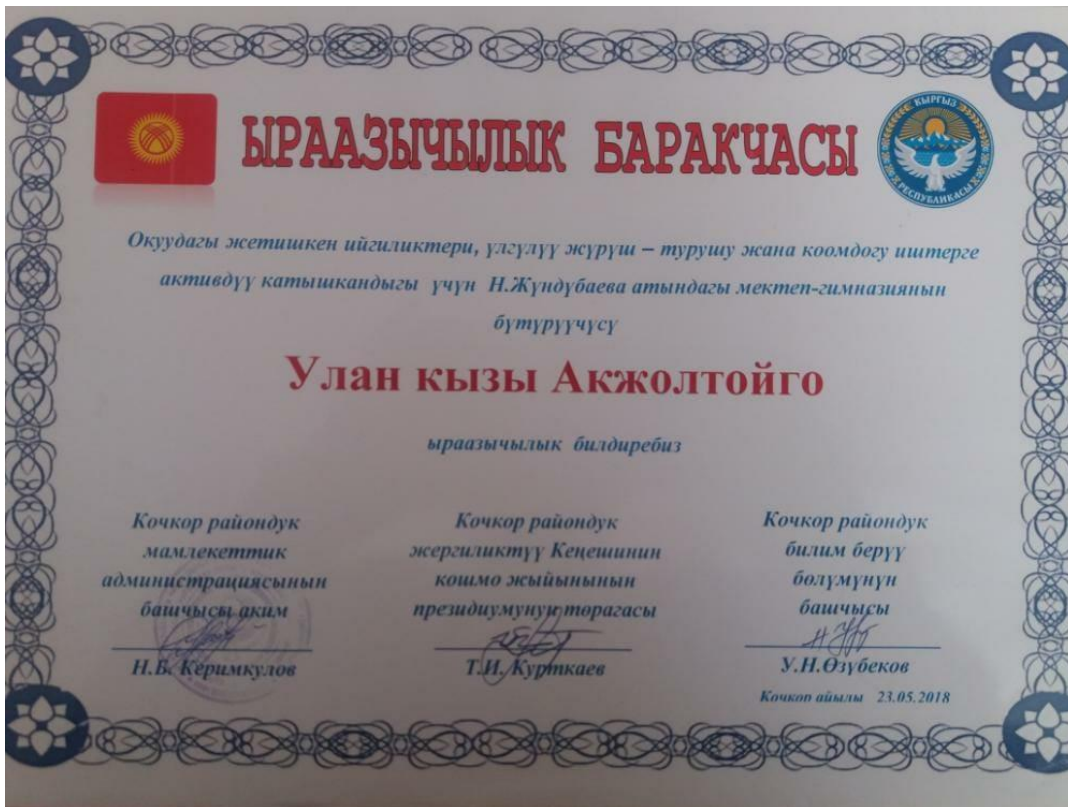 ЫРААЗЫЧЫЛЫК БАРАКЧАСЫ
КЫРГЫЗ
РЕСПУБЛИКАСЫ
Окуудагы жетишкен ийгиликтери, үлгүлүү жүрүш – турушу жана коомдогу иштерге
активдүү катышкандыгы үчүн Н.Жүндүбаева атындагы мектеп-гимназиянын
бүтүрүүчүсү
Улан кызы Акжолтойго
ыраазычылык билдиребиз
Кочкор райондук
мамлекеттик
администрациясынын
башчысы аким
Н.Б. Керимкулов
Кочкор райондук
жергиликтүү Кеңешинин
кошмо жыйынынын
президиумунун төрагасы
Т.И. Курткаев
Кочкор райондук
билим берүү
бөлүмүнүн
башчысы
У.Н.Өзүбеков
Кочкор айылы 23.05.2018